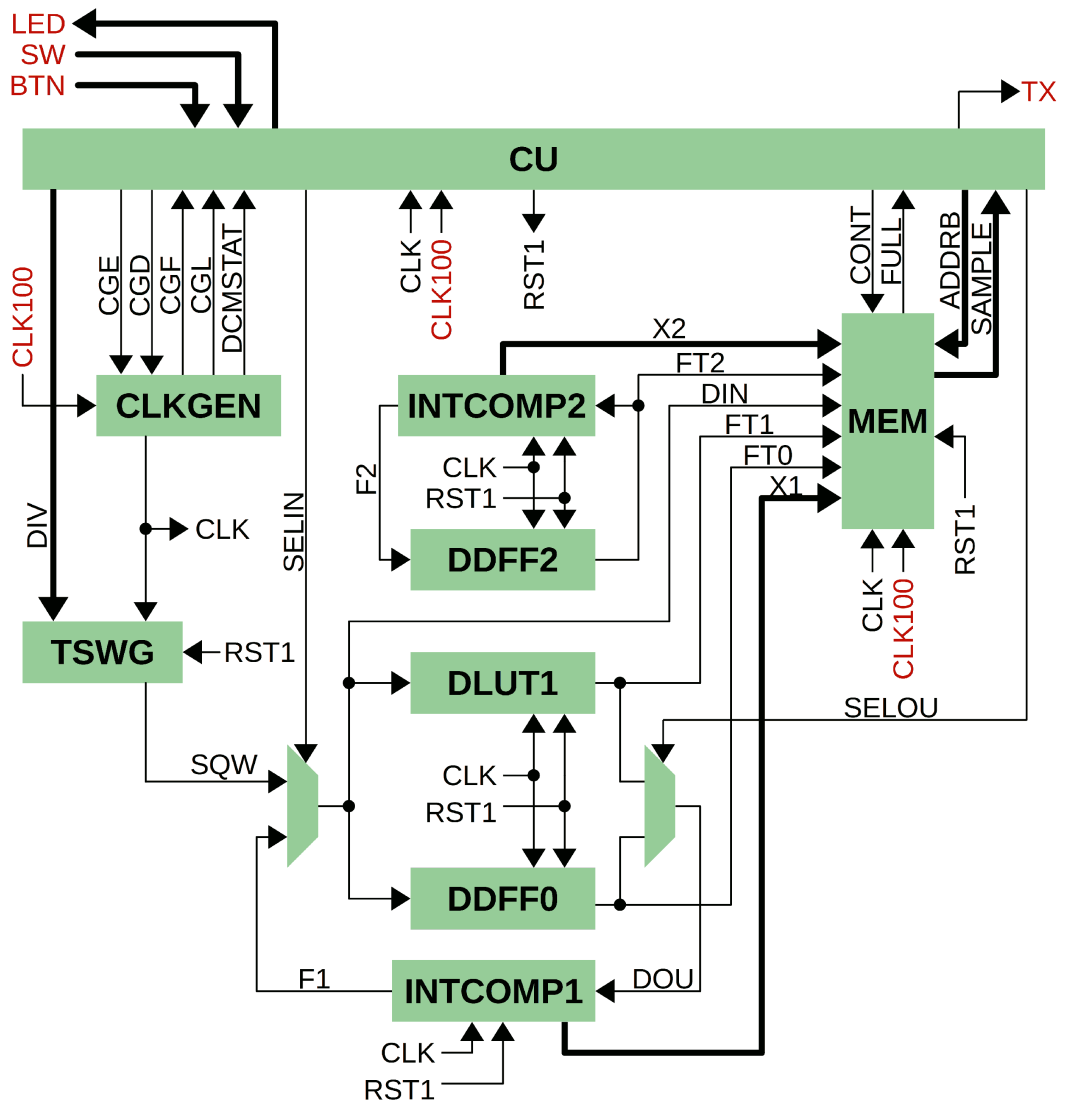 LED
SW
BTN
TX
CU
CLK100
CGE
CGD
CGF
CGL
DCMSTAT
CLK
CLK100
RST1
CONT
FULL
ADDRB
SAMPLE
X2
FT2
DIN
FT1
FT0
X1
CLKGEN
INTCOMP2
MEM
F2
CLK
RST1
DIV
CLK
SELIN
DDFF2
RST1
CLK
CLK100
TSWG
RST1
DLUT1
SELOU
SQW
CLK
RST1
DDFF0
F1
INTCOMP1
DOU
CLK
RST1